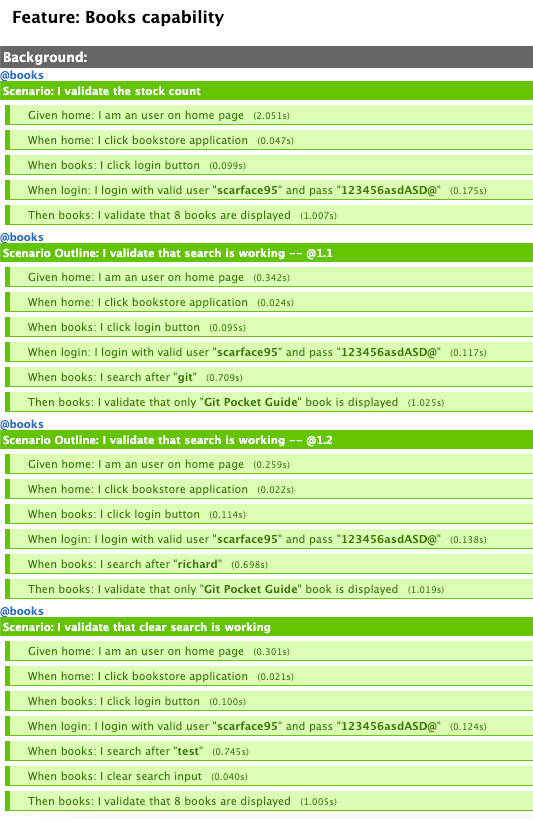 Feature: Books capability
Background:
@books
Scenario: I validate the stock count
Given home: I am an user on home page (2.051s)
When home: I click bookstore application (0.047s)
When books: I click login button (0.099s)
When login: I login with valid user "scarface95" and pass "123456asdASD@" (0.175s)
Then books: I validate that 8 books are displayed (1.007s)
@books
Scenario Outline: I validate that search is working -- @1.1
Given home: I am an user on home page (0.342s)
When home: I click bookstore application (0.024s)
When books: I click login button (0.095s)
When login: I login with valid user "scarface95" and pass "123456asdASD@" (0.117s)
When books: I search after "git" (0.709s)
Then books: I validate that only "Git Pocket Guide" book is displayed (1.025s)
@books
Scenario Outline: I validate that search is working -- @1.2
Given home: I am an user on home page (0.259s)
When home: I click bookstore application (0.022s)
When books: I click login button (0.114s)
When login: I login with valid user "scarface95" and pass "123456asdASD@" (0.138s)
When books: I search after "richard" (0.698s)
Then books: I validate that only "Git Pocket Guide" book is displayed (1.019s)
@books
Scenario: I validate that clear search is working
Given home: I am an user on home page (0.301s)
When home: I click bookstore application (0.021s)
When books: I click login button (0.100s)
When login: I login with valid user "scarface95" and pass "123456asdASD@" (0.124s)
When books: I search after "test" (0.745s)
When books: I clear search input (0.040s)
Then books: I validate that 8 books are displayed (1.005s)